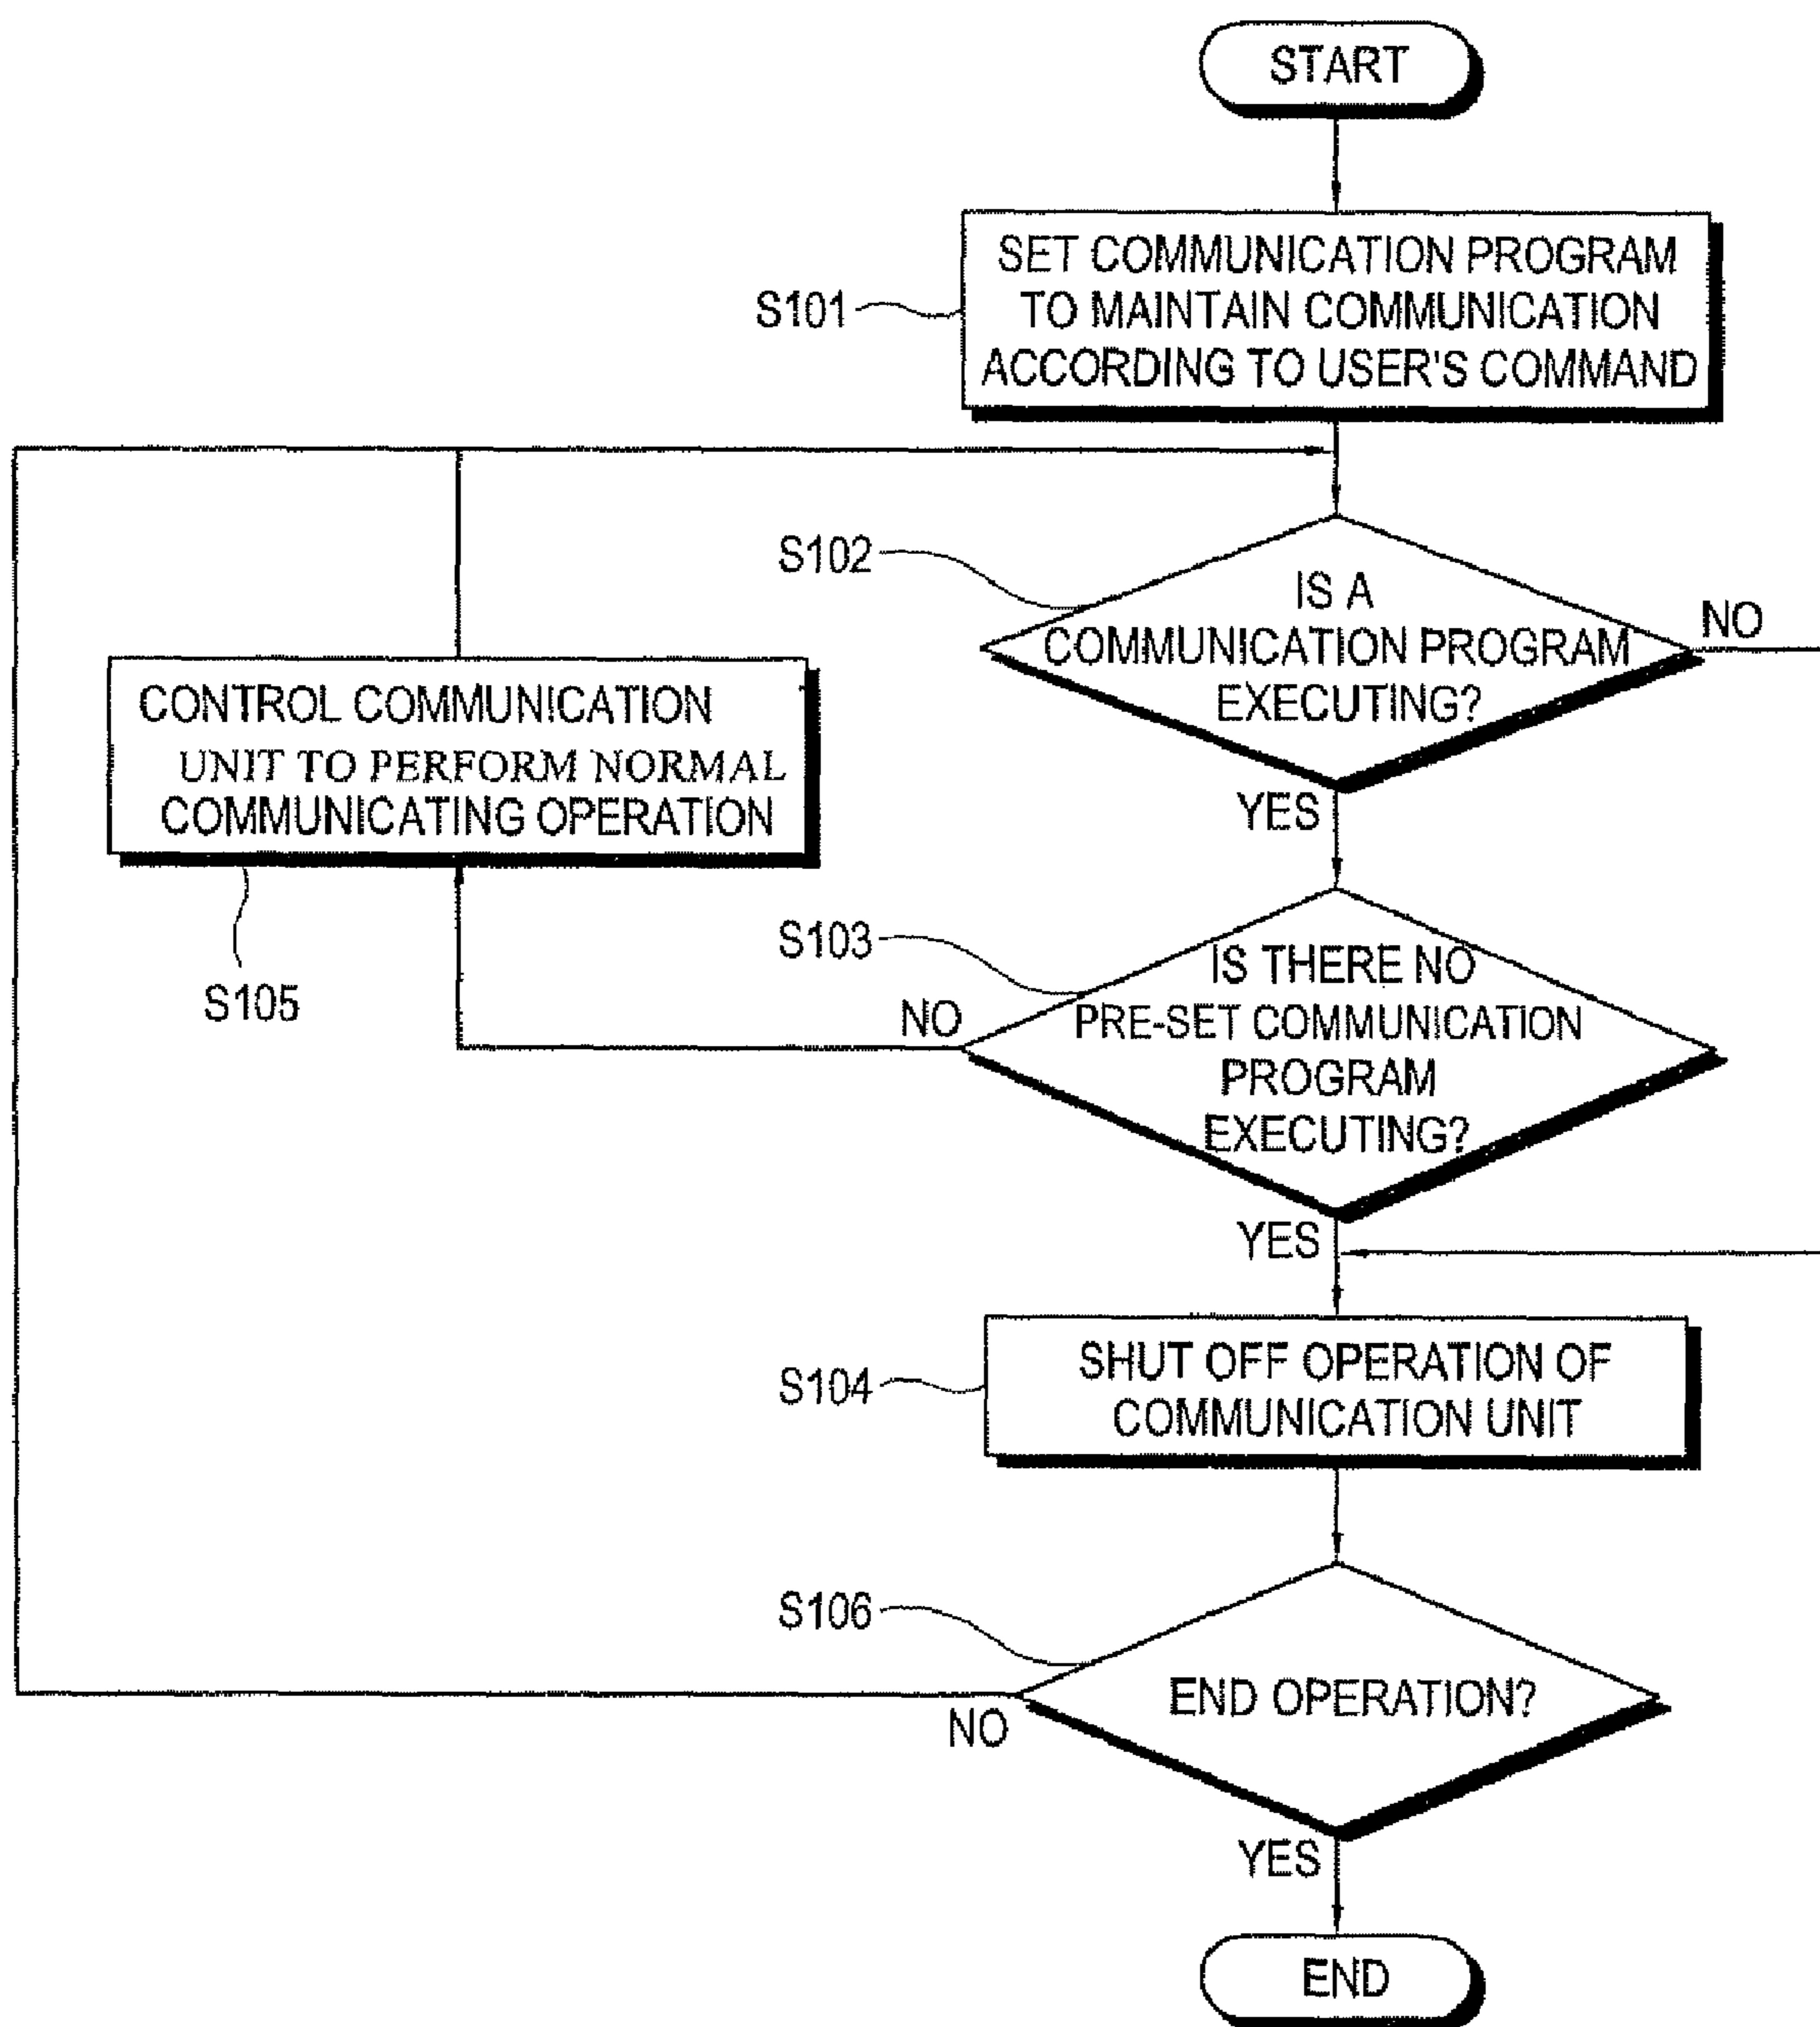 START
S101
SET COMMUNICATION PROGRAM
TO MAINTAIN COMMUNICATION
ACCORDING TO USER'S COMMAND
S102
IS A
COMMUNICATION PROGRAM
EXECUTING?
NO
YES
CONTROL COMMUNICATION
UNIT TO PERFORM NORMAL
COMMUNICATING OPERATION
S105
S103
IS THERE NO
PRE-SET COMMUNICATION
PROGRAM
EXECUTING?
NO
YES
S104
SHUT OFF OPERATION OF
COMMUNICATION UNIT
S106
END OPERATION?
NO
YES
END